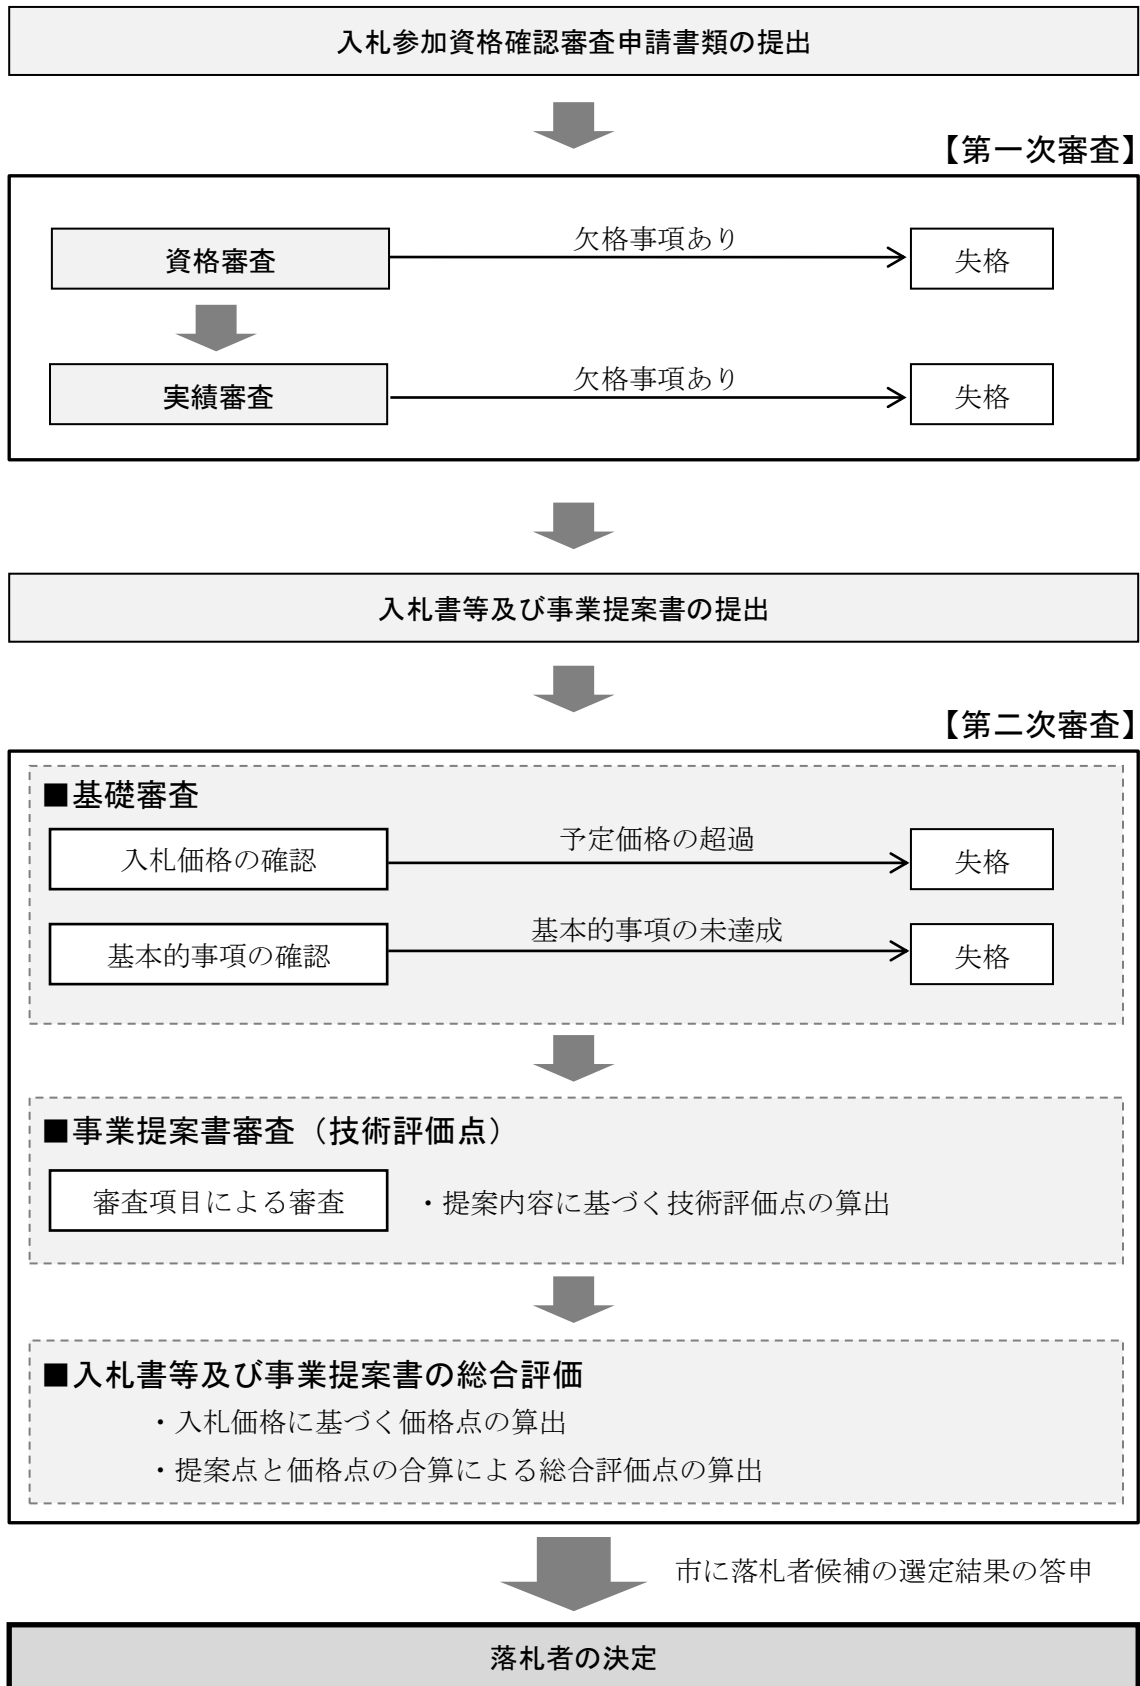 入札参加資格確認審査申請書類の提出
【第一次審査】
資格審査
欠格事項あり
失格
実績審査
欠格事項あり
失格
入札書等及び事業提案書の提出
【第二次審査】
■基礎審査
入札価格の確認
予定価格の超過
失格
基本的事項の確認
基本的事項の未達成
失格
■事業提案書審査（技術評価点）
審査項目による審査
・提案内容に基づく技術評価点の算出
■入札書等及び事業提案書の総合評価
・入札価格に基づく価格点の算出
・提案点と価格点の合算による総合評価点の算出
市に落札者候補の選定結果の答申
落札者の決定